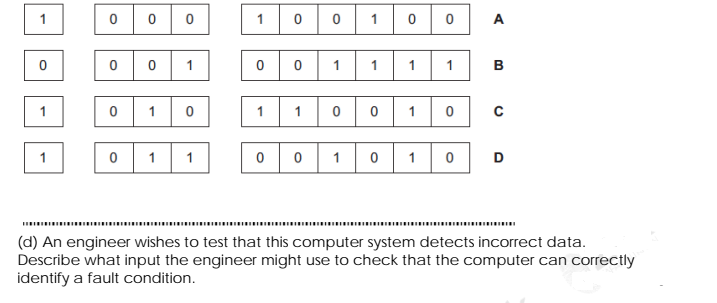 1 0 0 0 1 0 0 1 0 0 A
0 0 0 1 0 0 1 1 1 1 B
1 0 1 0 1 1 0 0 1 0 C
1 0 1 1 0 0 1 0 1 0 D
(d) An engineer wishes to test that this computer system detects incorrect data.
Describe what input the engineer might use to check that the computer can correctly
identify a fault condition.